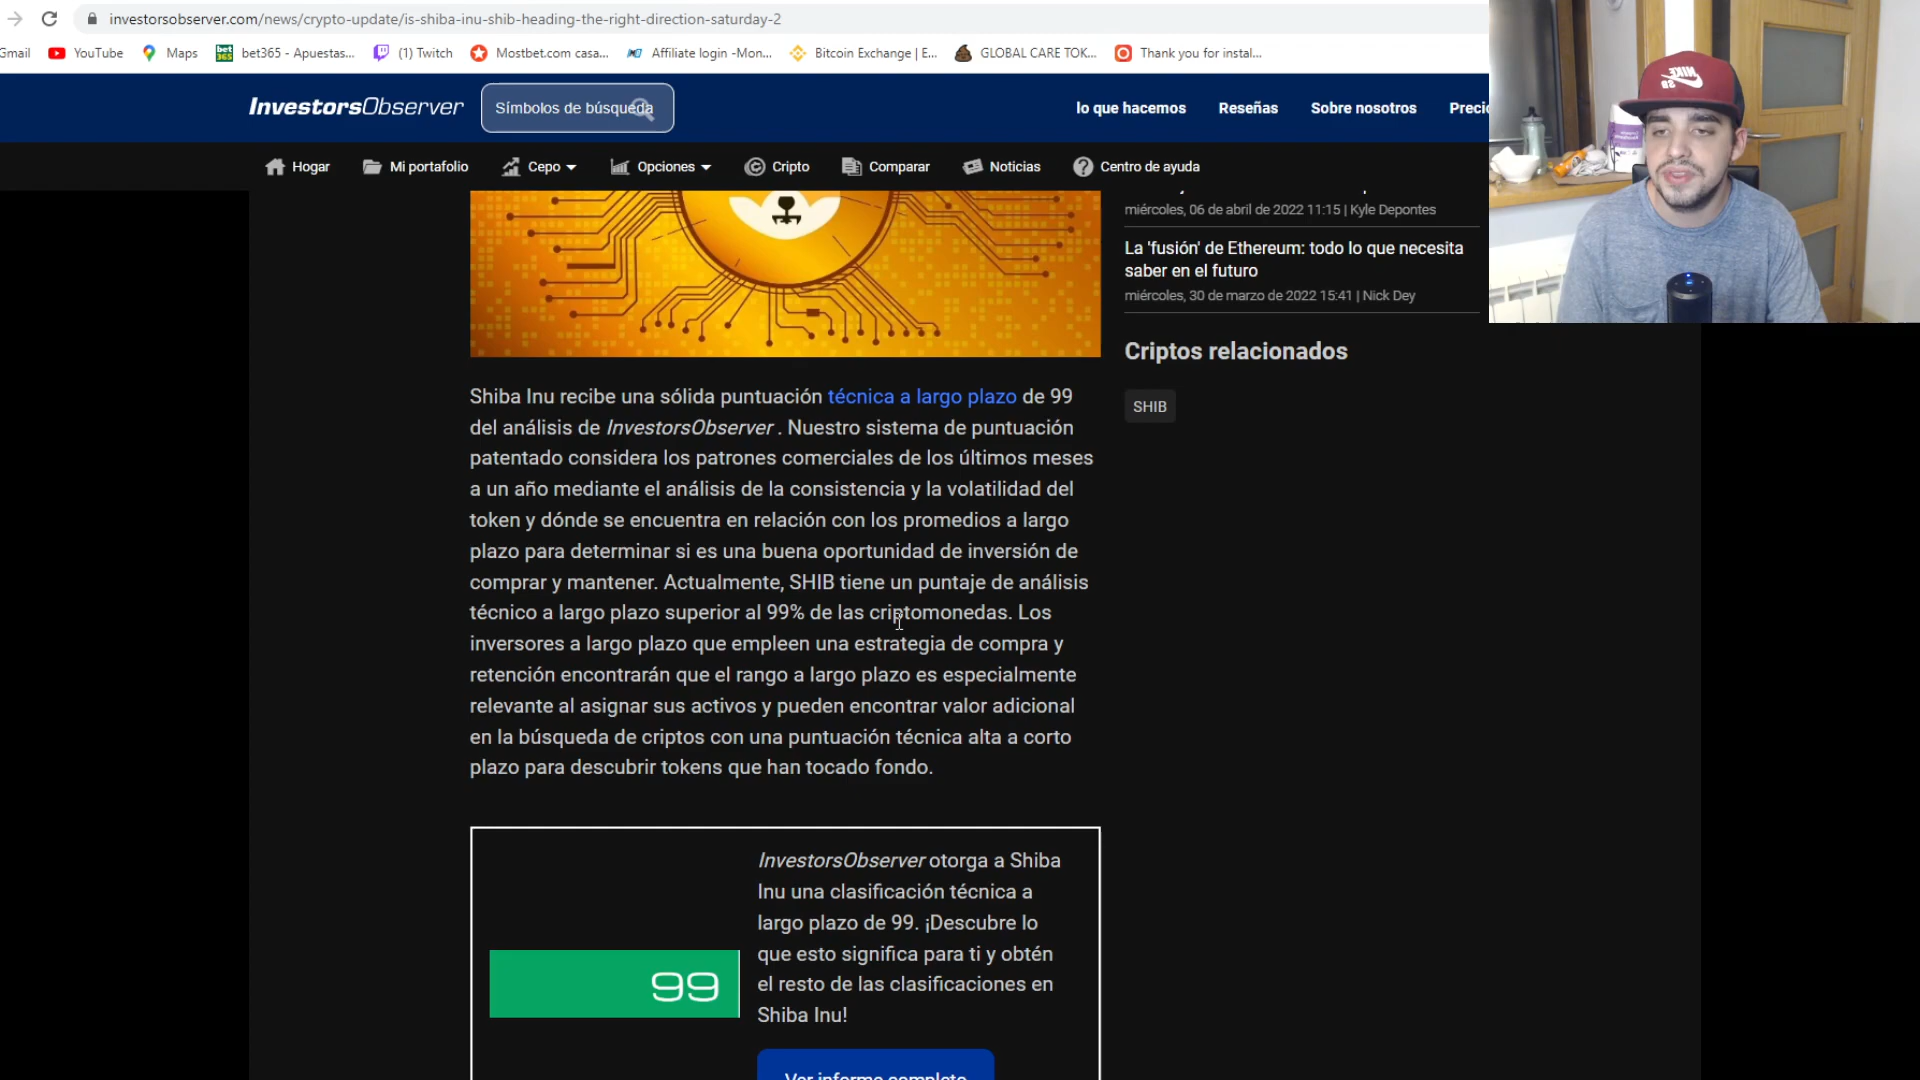 investorsobserver.com/news/crypto-update/is-shiba-inu-shib-heading-the-right-direction-saturday-2
Gmail YouTube Maps bet365 - Apuestas... (1) Twitch Mostbet.com casa... Affiliate login -Mon... Bitcoin Exchange | E... GLOBAL CARE TOK... Thank you for instal...
InvestorsObserver Símbolos de búsqueda lo que hacemos Reseñas Sobre nosotros
Hogar Mi portafolio Cepo Opciones Cripto Comparar Noticias Centro de ayuda
miércoles, 06 de abril de 2022 11:15 | Kyle Depontes
La 'fusión' de Ethereum: todo lo que necesita
saber en el futuro
miércoles, 30 de marzo de 2022 15:41 | Nick Dey
Criptos relacionados
SHIB
Shiba Inu recibe una sólida puntuación técnica a largo plazo de 99
del análisis de InvestorsObserver . Nuestro sistema de puntuación
patentado considera los patrones comerciales de los últimos meses
a un año mediante el análisis de la consistencia y la volatilidad del
token y dónde se encuentra en relación con los promedios a largo
plazo para determinar si es una buena oportunidad de inversión de
comprar y mantener. Actualmente, SHIB tiene un puntaje de análisis
técnico a largo plazo superior al 99% de las criptomonedas. Los
inversores a largo plazo que empleen una estrategia de compra y
retención encontrarán que el rango a largo plazo es especialmente
relevante al asignar sus activos y pueden encontrar valor adicional
en la búsqueda de criptos con una puntuación técnica alta a corto
plazo para descubrir tokens que han tocado fondo.
InvestorsObserver otorga a Shiba
Inu una clasificación técnica a
largo plazo de 99. ¡Descubre lo
que esto significa para ti y obtén
el resto de las clasificaciones en
Shiba Inu!
99
Ver informe completo